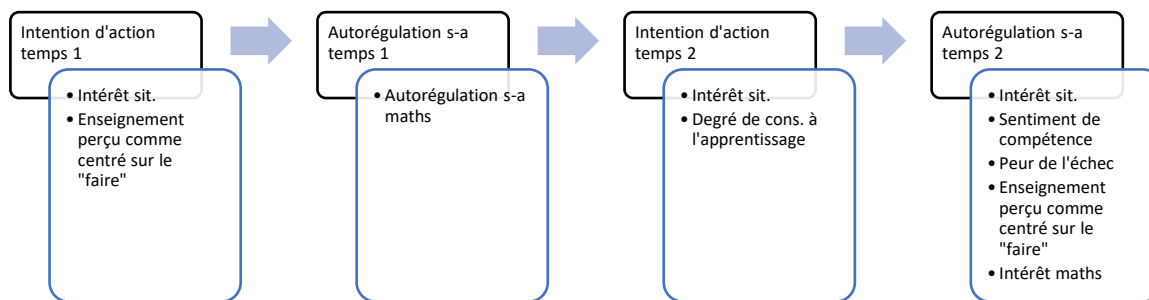 Intention d'action
temps 1
• Intérêt sit.
• Enseignement
perçu comme
centré sur le
"faire"
Autorégulation s-a
temps 1
• Autorégulation s-a
maths
Intention d'action
temps 2
• Intérêt sit.
• Degré de cons. à
l'apprentissage
Autorégulation s-a
temps 2
• Intérêt sit.
• Sentiment de
compétence
• Peur de l'échec
• Enseignement
perçu comme
centré sur le
"faire"
• Intérêt maths